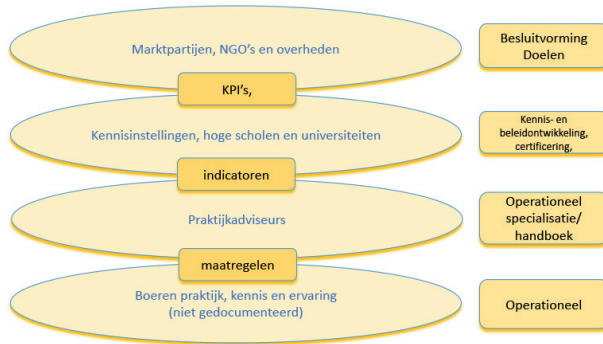 Marktpartijen, NGO's en overheden
Besluitvorming
Doelen
KPI's,
Kennisinstellingen, hoge scholen en universiteiten
Kennis- en
beleidontwikkeling,
certificering,
indicatoren
Praktijkadviseurs
Operationeel
specialisatie/
handboek
maatregelen
Boeren praktijk, kennis en ervaring
(niet gedocumenteerd)
Operationeel